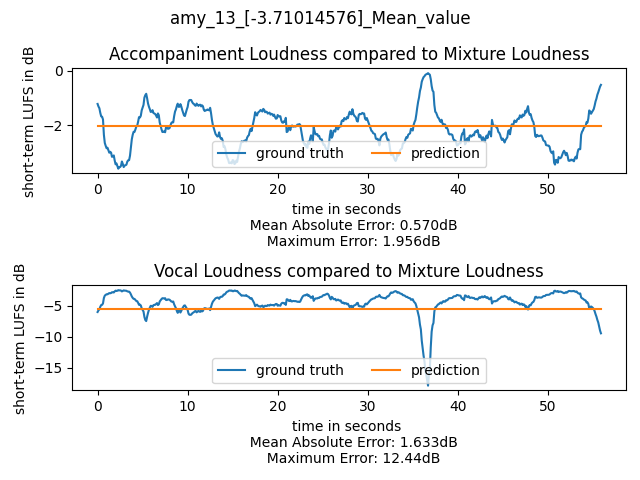 amy_13_[-3.71014576]_Mean_value
Accompaniment Loudness compared to Mixture Loudness
short-term LUFS in dB
0
−2
ground truth
prediction
0
10
20
30
40
50
time in seconds
Mean Absolute Error: 0.570dB
Maximum Error: 1.956dB
Vocal Loudness compared to Mixture Loudness
short-term LUFS in dB
−5
−10
−15
ground truth
prediction
0
10
20
30
40
50
time in seconds
Mean Absolute Error: 1.633dB
Maximum Error: 12.44dB